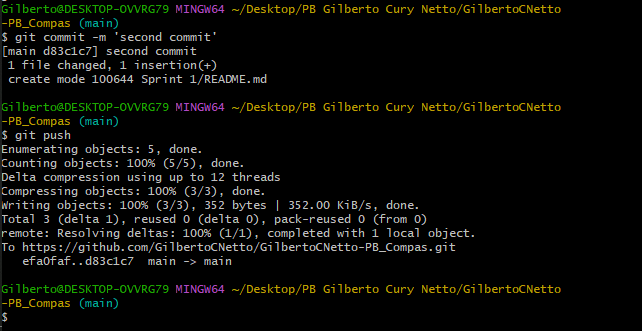 Gilberto@DESKTOP-OVVRG79 MINGW64 ~/Desktop/PB Gilberto Cury Netto/GilbertoCNetto
-PB_Compas (main)
$ git commit -m 'second commit'
[main d83c1c7] second commit
 1 file changed, 1 insertion(+)
 create mode 100644 Sprint 1/README.md

Gilberto@DESKTOP-OVVRG79 MINGW64 ~/Desktop/PB Gilberto Cury Netto/GilbertoCNetto
-PB_Compas (main)
$ git push
Enumerating objects: 5, done.
Counting objects: 100% (5/5), done.
Delta compression using up to 12 threads
Compressing objects: 100% (3/3), done.
Writing objects: 100% (3/3), 352 bytes | 352.00 KiB/s, done.
Total 3 (delta 1), reused 0 (delta 0), pack-reused 0 (from 0)
remote: Resolving deltas: 100% (1/1), completed with 1 local object.
To https://github.com/GilbertoCNetto/GilbertoCNetto-PB_Compas.git
   efa0faf..d83c1c7  main -> main

Gilberto@DESKTOP-OVVRG79 MINGW64 ~/Desktop/PB Gilberto Cury Netto/GilbertoCNetto
-PB_Compas (main)
$